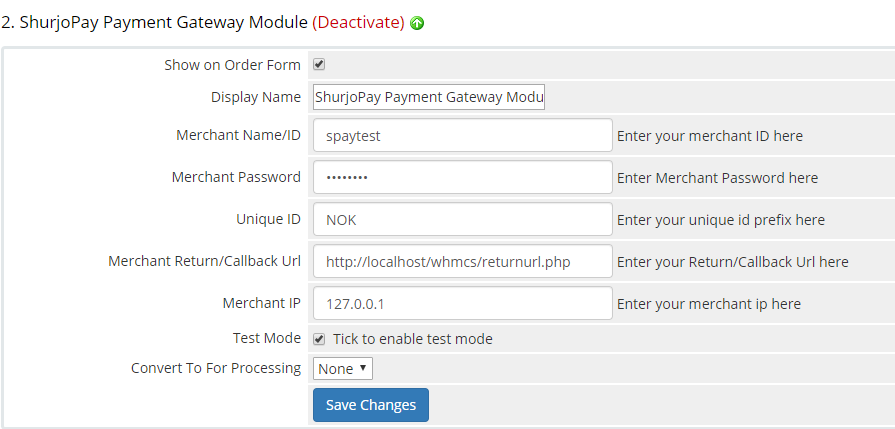 2. ShurjoPay Payment Gateway Module (Deactivate)
Show on Order Form
Display Name ShurjoPay Payment Gateway Modu
Merchant Name/ID spaytest Enter your merchant ID here
Merchant Password •••••••• Enter Merchant Password here
Unique ID NOK Enter your unique id prefix here
Merchant Return/Callback Url http://localhost/whmcs/returnurl.php Enter your Return/Callback Url here
Merchant IP 127.0.0.1 Enter your merchant ip here
Test Mode Tick to enable test mode
Convert To For Processing None
Save Changes